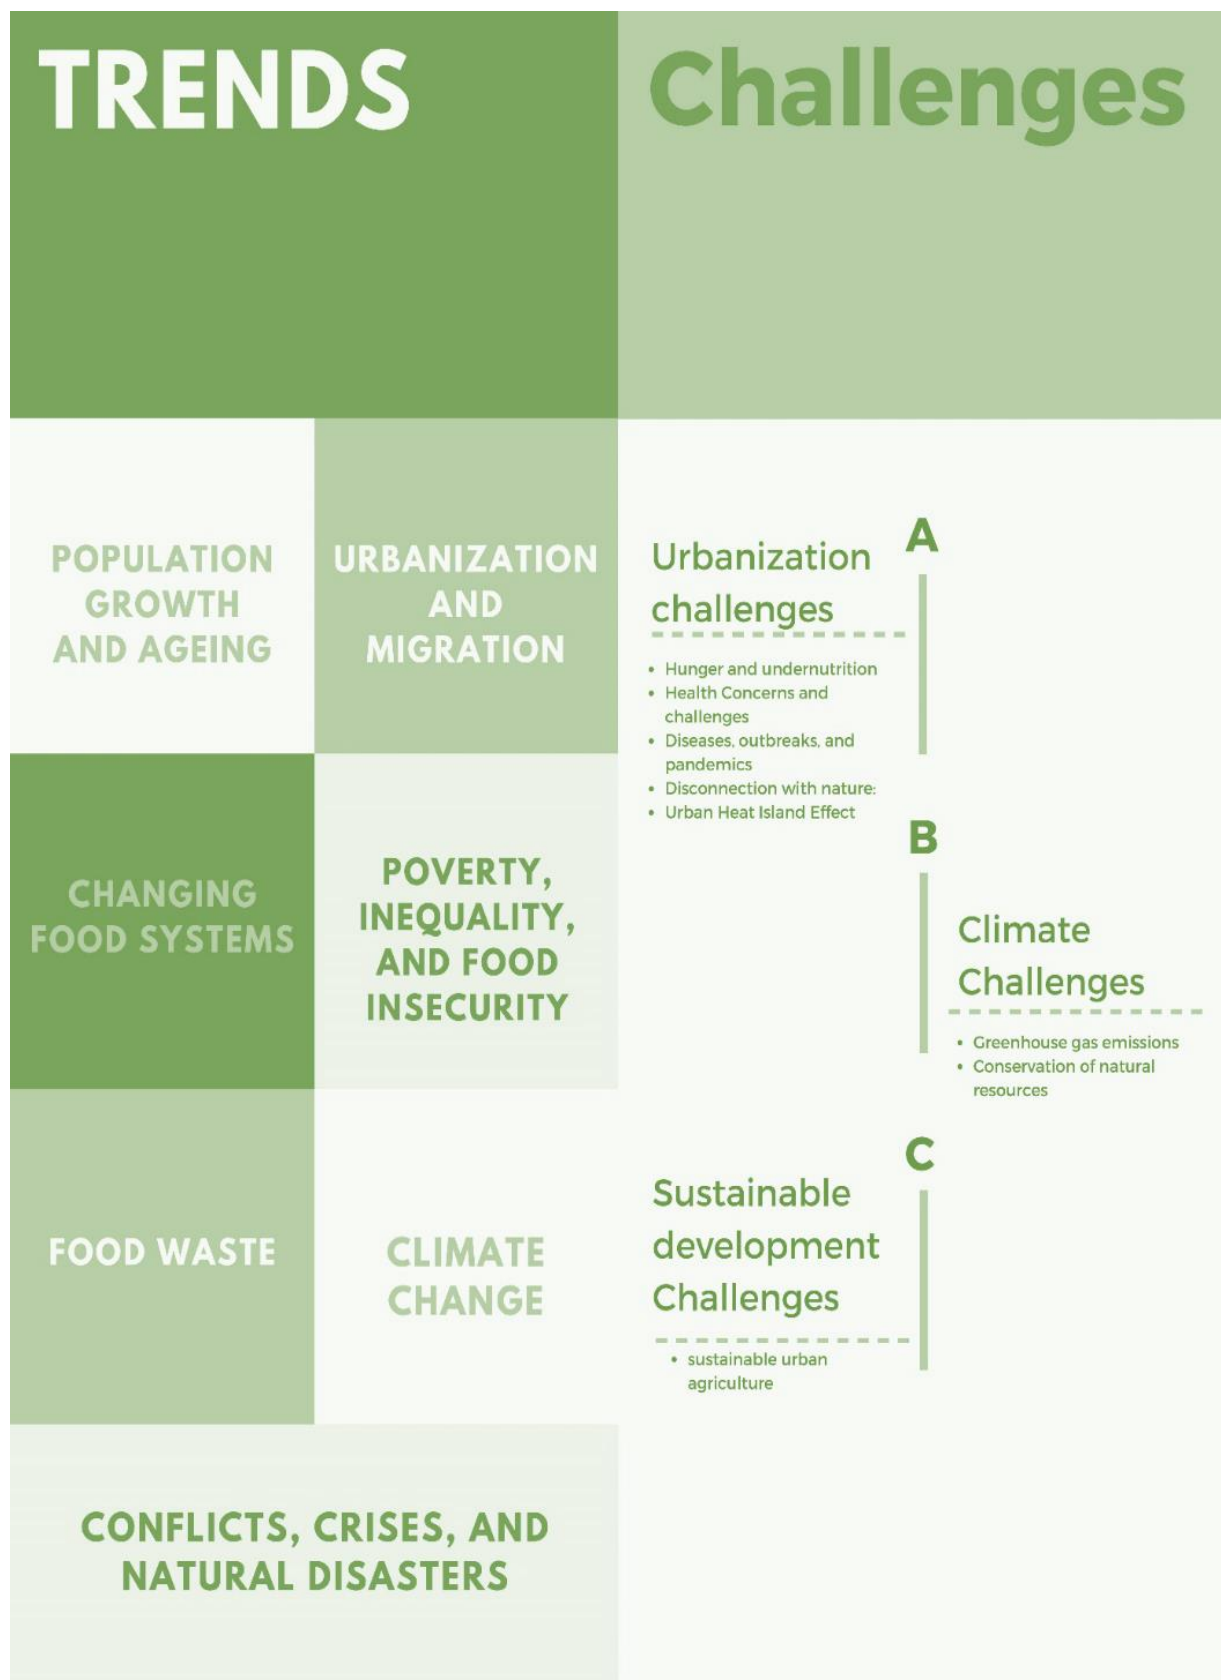 TRENDS
Challenges
POPULATION
GROWTH
AND AGEING
URBANIZATION
AND
MIGRATION
CHANGING
FOOD SYSTEMS
POVERTY,
INEQUALITY,
AND FOOD
INSECURITY
FOOD WASTE
CLIMATE
CHANGE
CONFLICTS, CRISES, AND
NATURAL DISASTERS
A
Urbanization
challenges
• Hunger and undernutrition
• Health Concerns and
challenges
• Diseases, outbreaks, and
pandemics
• Disconnection with nature:
• Urban Heat Island Effect
B
Climate
Challenges
• Greenhouse gas emissions
• Conservation of natural
resources
C
Sustainable
development
Challenges
• sustainable urban
agriculture